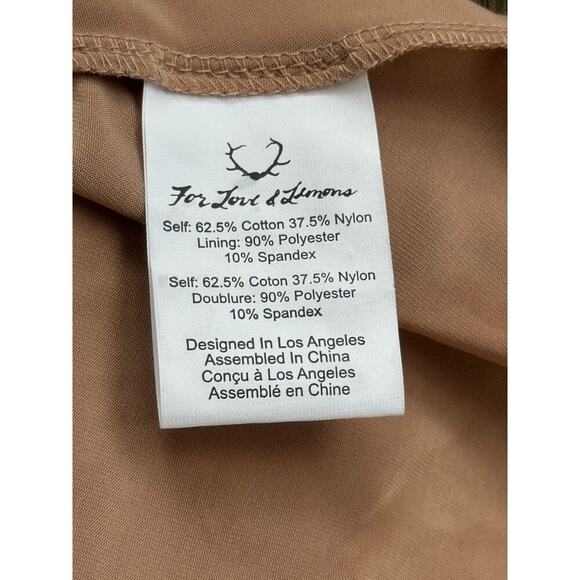 For Love & Lemons
Self: 62.5% Cotton 37.5% Nylon
Lining: 90% Polyester
10% Spandex
Self: 62.5% Coton 37.5% Nylon
Doublure: 90% Polyester
10% Spandex
Designed In Los Angeles
Assembled In China
Conçu à Los Angeles
Assemblé en Chine